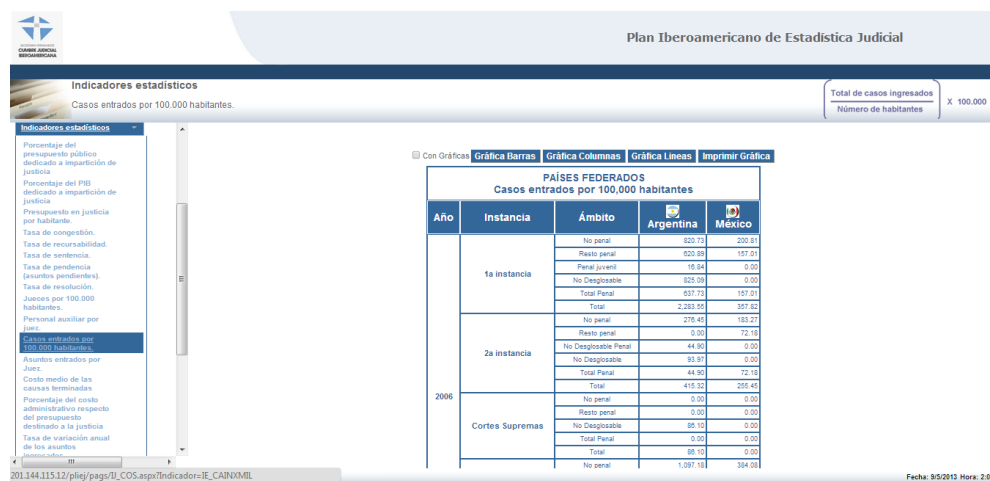 CUMBRE JUDICIAL
IBEROAMERICANA
Plan Iberoamericano de Estadística Judicial
Indicadores estadísticos
Casos entrados por 100.000 habitantes.
Total de casos ingresados
Número de habitantes
X 100.000
Indicadores estadísticos
Porcentaje del
presupuesto público
dedicado a impartición de
justicia
Porcentaje del PIB
dedicado a impartición de
justicia
Presupuesto en justicia
por habitante.
Tasa de congestión.
Tasa de recursabilidad.
Tasa de sentencia.
Tasa de pendencia
(asuntos pendientes).
Tasa de resolución.
Jueces por 100.000
habitantes.
Personal auxiliar por
juez.
Casos entrados por
100.000 habitantes.
Asuntos entrados por
Juez.
Costo medio de las
causas terminadas
Porcentaje del costo
administrativo respecto
del presupuesto
destinado a la justicia
Tasa de variación anual
de los asuntos
ingresados
Con Gráficas Gráfica Barras Gráfica Columnas Gráfica Lineas Imprimir Gráfica
PAÍSES FEDERADOS
Casos entrados por 100,000 habitantes
Año Instancia Ámbito Argentina México
2006
1a instancia
No penal 820.73 200.81
Resto penal 620.89 157.01
Penal juvenil 16.84 0.00
No Desglosable 825.09 0.00
Total Penal 637.73 157.01
Total 2,283.55 357.82
2a instancia
No penal 276.45 183.27
Resto penal 0.00 72.18
No Desglosable Penal 44.90 0.00
No Desglosable 93.97 0.00
Total Penal 44.90 72.18
Total 415.32 255.45
Cortes Supremas
No penal 0.00 0.00
Resto penal 0.00 0.00
No Desglosable 86.10 0.00
Total Penal 0.00 0.00
Total 86.10 0.00
No penal 1,097.18 384.08
201.144.115.12/pliej/pags/IJ_COS.aspx?Indicador=IE_CAINXMIL
Fecha: 9/5/2013 Hora: 2:0